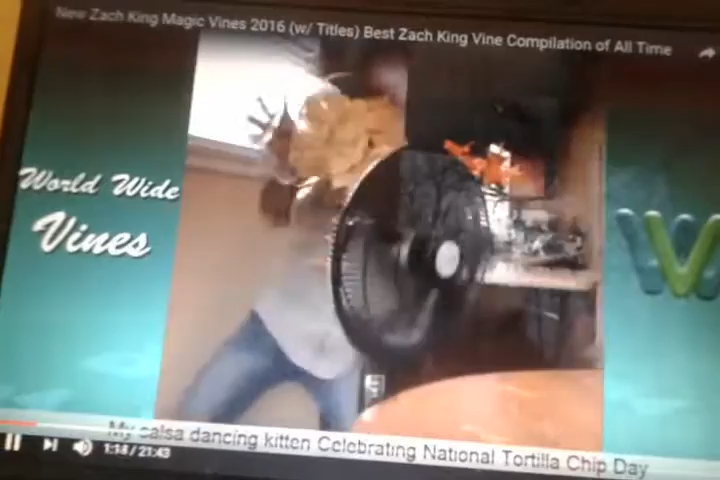 New Zach King Magic Vines 2016 (w/ Titles) Best Zach King Vine Compilation of All Time
World Wide
Vines
My salsa dancing kitten Celebrating National Tortilla Chip Day
1:18 / 21:43